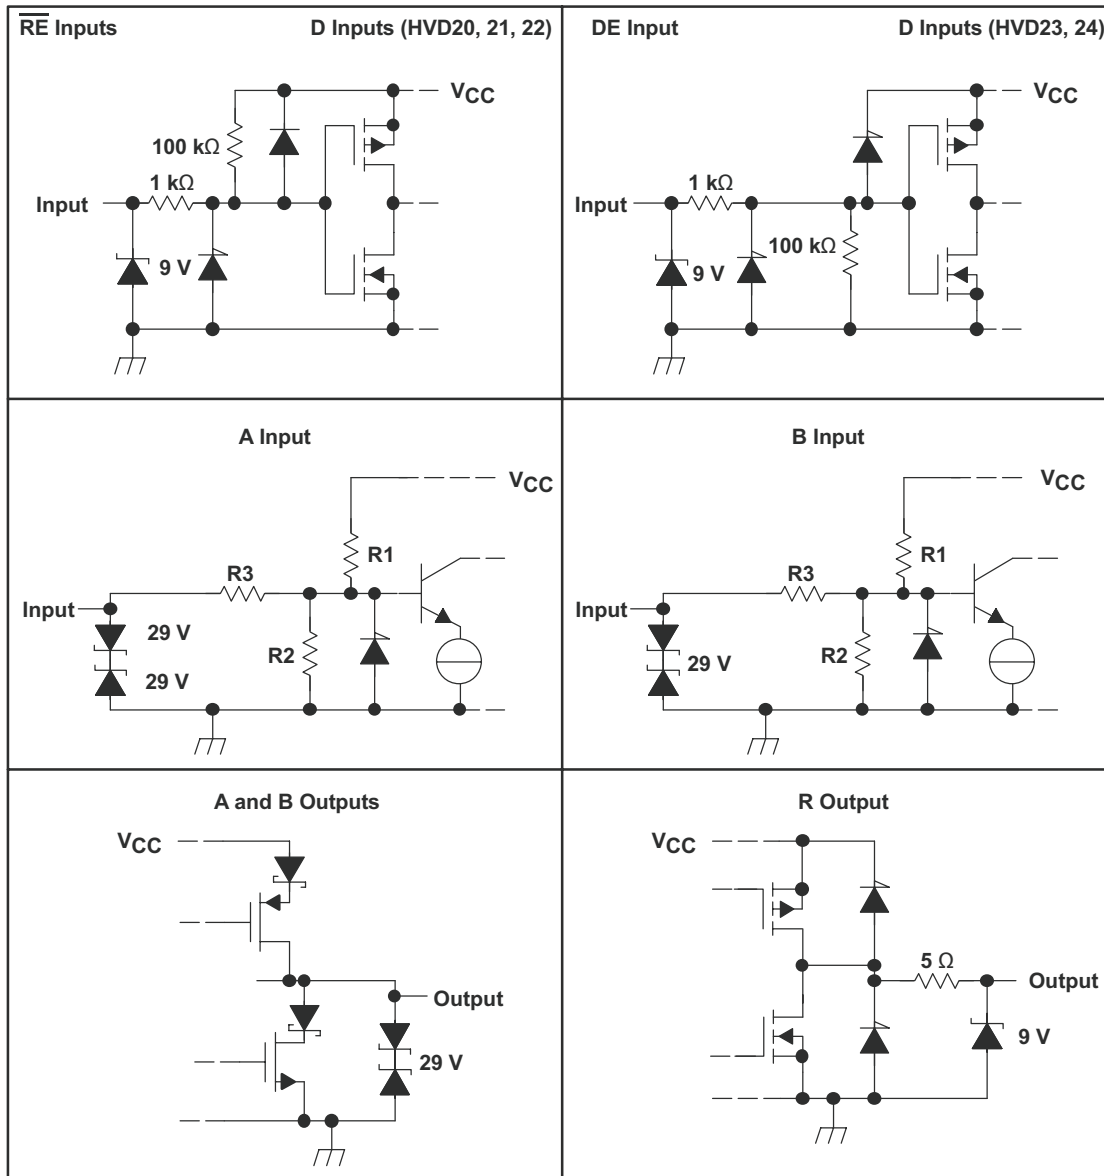 R̅E̅ Inputs
D Inputs (HVD20, 21, 22)
VCC
100 kΩ
1 kΩ
Input
9 V
DE Input
D Inputs (HVD23, 24)
VCC
1 kΩ
Input
100 kΩ
9 V
A Input
VCC
R1
R3
Input
29 V
R2
29 V
B Input
VCC
R1
R3
Input
29 V
R2
A and B Outputs
VCC
Output
29 V
R Output
VCC
5 Ω
Output
9 V